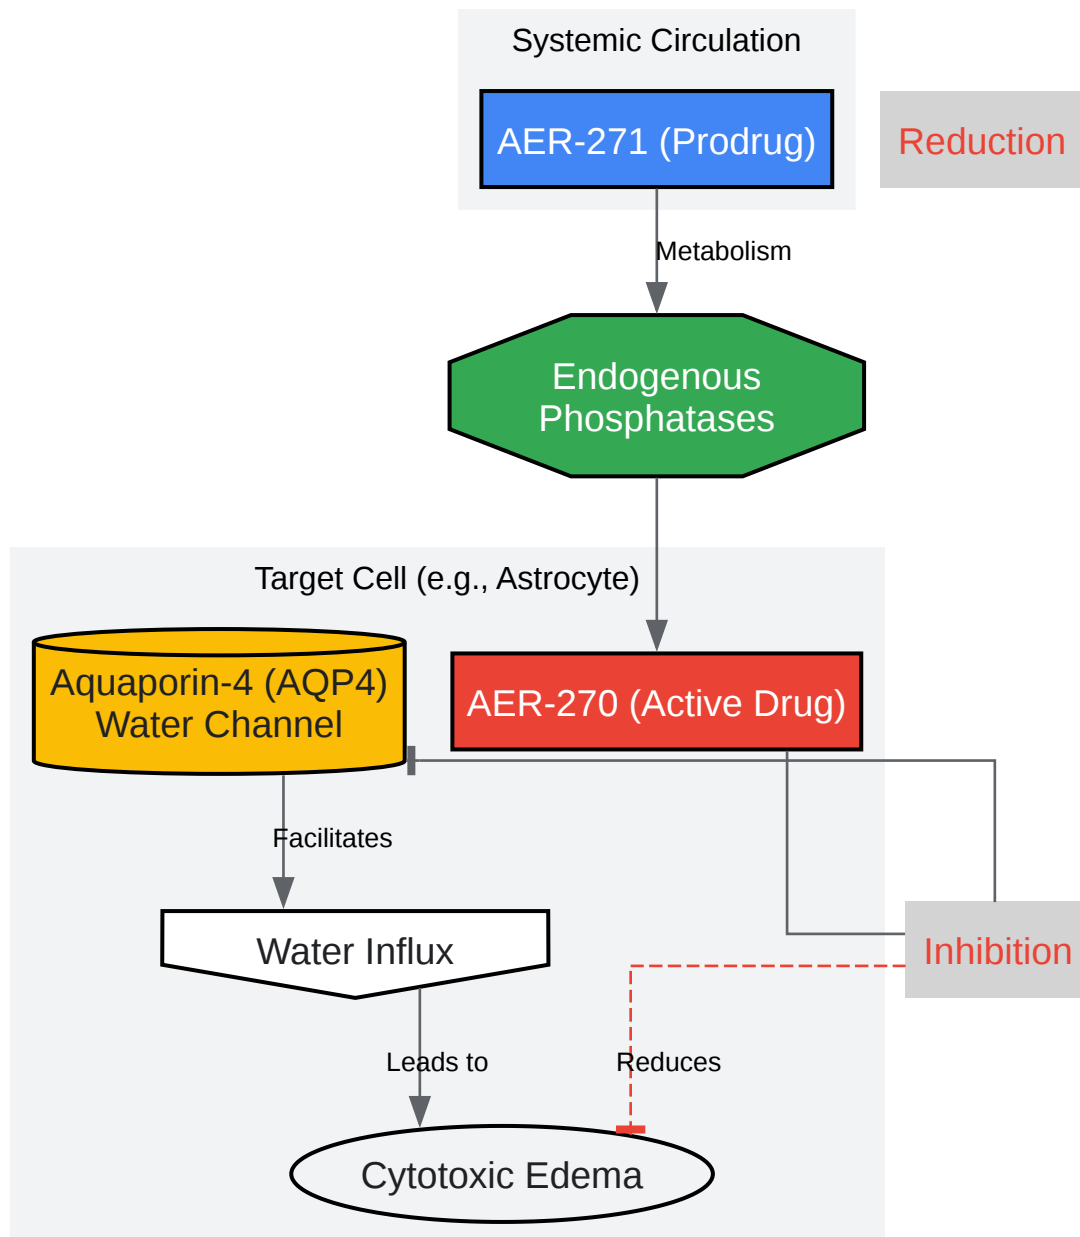 Systemic Circulation
AER-271 (Prodrug)
Reduction
Metabolism
Endogenous
Phosphatases
Target Cell (e.g., Astrocyte)
Aquaporin-4 (AQP4)
Water Channel
AER-270 (Active Drug)
Facilitates
Water Influx
Inhibition
Leads to
Reduces
Cytotoxic Edema